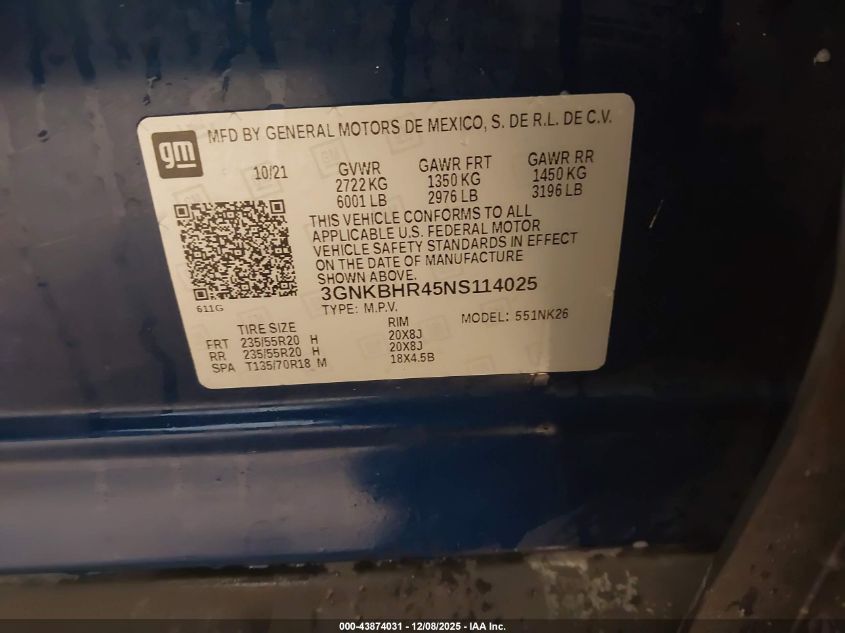 gm
MFD BY GENERAL MOTORS DE MEXICO, S. DE R.L. DE C.V.
10/21 GVWR GAWR FRT GAWR RR
2722 KG 1350 KG 1450 KG
6001 LB 2976 LB 3196 LB
THIS VEHICLE CONFORMS TO ALL
APPLICABLE U.S. FEDERAL MOTOR
VEHICLE SAFETY STANDARDS IN EFFECT
ON THE DATE OF MANUFACTURE
SHOWN ABOVE.
611G
3GNKBHR45NS114025
TYPE: M.P.V. MODEL: 551NK26
TIRE SIZE RIM
FRT 235/55R20 H 20X8J
RR 235/55R20 H 20X8J
SPA T135/70R18 M 18X4.5B
000-43874031 - 12/08/2025 - IAA Inc.